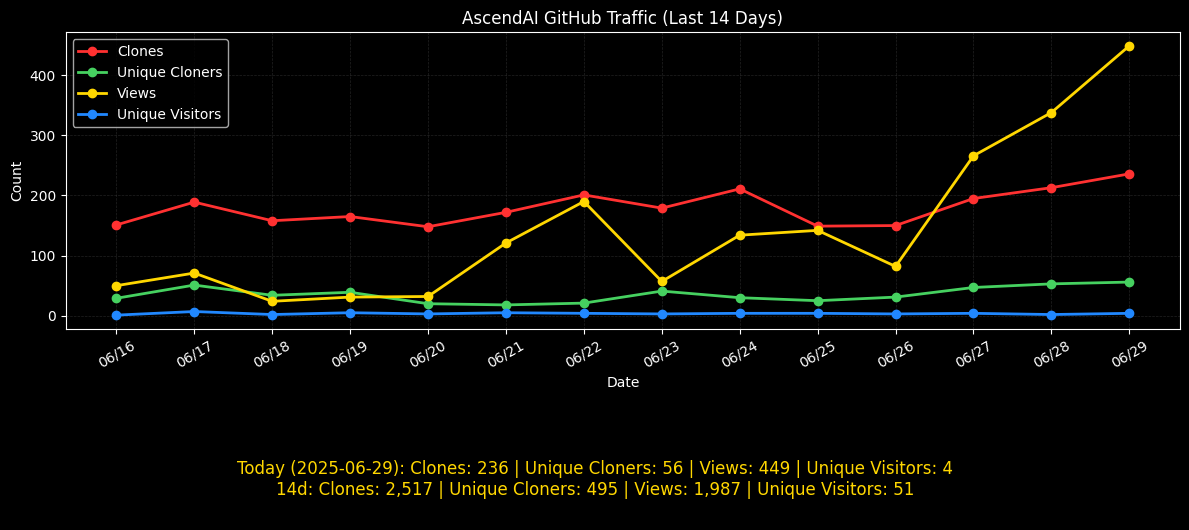 AscendAI GitHub Traffic (Last 14 Days)
Clones
Unique Cloners
Views
Unique Visitors
Count
400
300
200
100
0
06/16 06/17 06/18 06/19 06/20 06/21 06/22 06/23 06/24 06/25 06/26 06/27 06/28 06/29
Date
Today (2025-06-29): Clones: 236 | Unique Cloners: 56 | Views: 449 | Unique Visitors: 4
14d: Clones: 2,517 | Unique Cloners: 495 | Views: 1,987 | Unique Visitors: 51